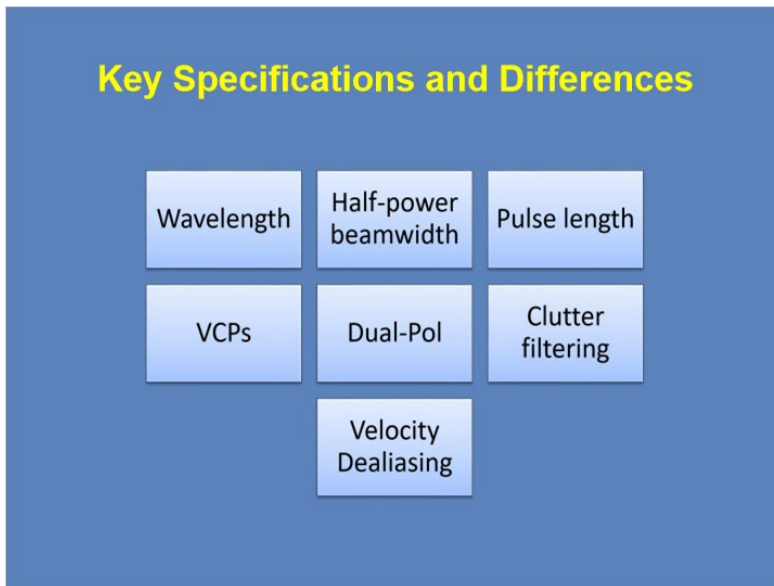 Key Specifications and Differences
Wavelength
Half-power
beamwidth
Pulse length
VCPs
Dual-Pol
Clutter
filtering
Velocity
Dealiasing